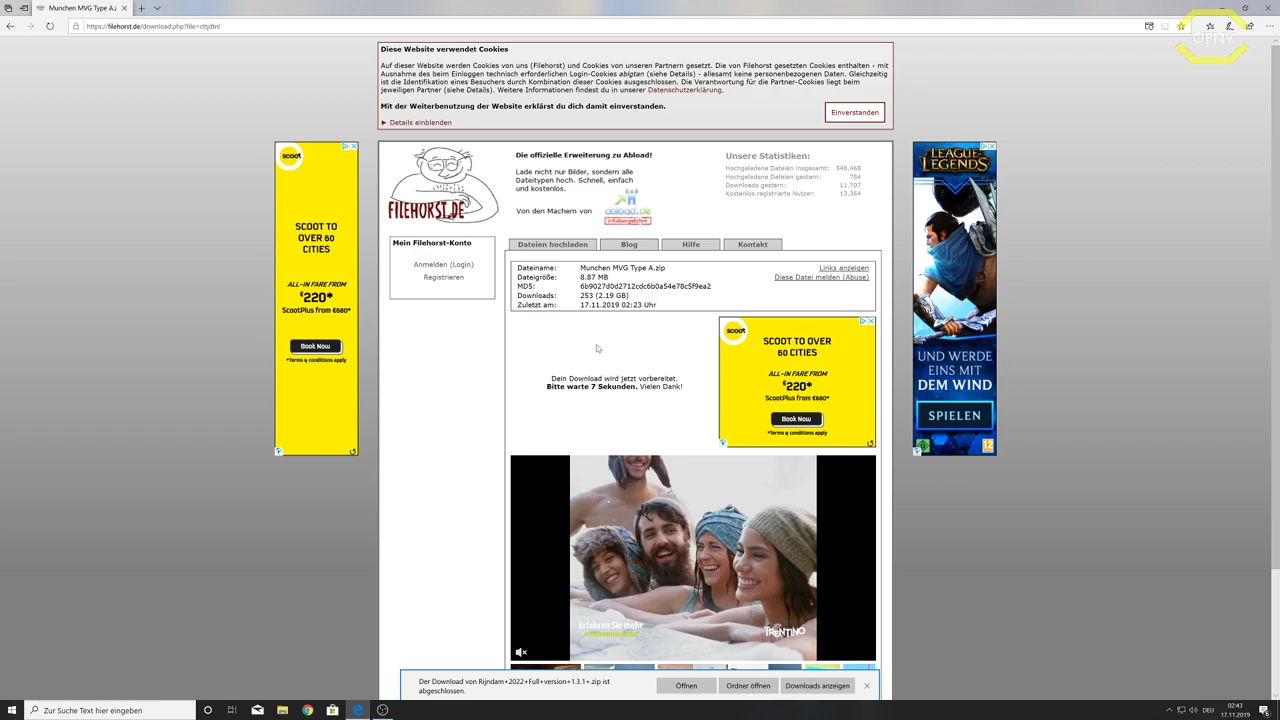 Munchen MVG Type A.z
https://filehorst.de/download.php?file=cttjdtnl
ÖPNV
Diese Website verwendet Cookies
Auf dieser Website werden Cookies von uns (Filehorst) und Cookies von unseren Partnern gesetzt. Die von Filehorst gesetzten Cookies enthalten - mit
Ausnahme des beim Einloggen technisch erforderlichen Login-Cookies abigtan (siehe Details) - allesamt keine personenbezogenen Daten. Gleichzeitig
ist die Identifikation eines Besuchers durch Kombination dieser Cookies ausgeschlossen. Die Verantwortung für die Partner-Cookies liegt beim
jeweiligen Partner (siehe Details). Weitere Informationen findest du in unserer Datenschutzerklärung.
Mit der Weiterbenutzung der Website erklärst du dich damit einverstanden.
Einverstanden
► Details einblenden
scoot
SCOOT TO
OVER 60
CITIES
ALL-IN FARE FROM
€220*
ScootPlus from €680*
Book Now
*Terms & conditions apply
FILEHORST.DE
Die offizielle Erweiterung zu Abload!
Lade nicht nur Bilder, sondern alle
Dateitypen hoch. Schnell, einfach
und kostenlos.
Von den Machern von
abload.de
inhabergeführt
Unsere Statistiken:
Hochgeladene Dateien insgesamt: 548.468
Hochgeladene Dateien gestern: 784
Downloads gestern: 11.707
Kostenlos registrierte Nutzer: 13.364
Mein Filehorst-Konto
Anmelden (Login)
Registrieren
Dateien hochladen
Blog
Hilfe
Kontakt
Dateiname: Munchen MVG Type A.zip
Links anzeigen
Dateigröße: 8.87 MB
Diese Datei melden (Abuse)
MD5: 6b9027d0d2712cdc6b0a54e78c5f9ea2
Downloads: 253 (2.19 GB)
Zuletzt am: 17.11.2019 02:23 Uhr
Dein Download wird jetzt vorbereitet.
Bitte warte 7 Sekunden. Vielen Dank!
scoot
SCOOT TO OVER
60 CITIES
ALL-IN FARE FROM
€220*
ScootPlus from €680*
Book Now
*Terms & conditions apply
LEAGUE
LEGENDS
UND WERDE
EINS MIT
DEM WIND
SPIELEN
12
Erfahren Sie mehr
TRENTINO
Der Download von Rijndam+2022+Full+version+1.3.1+.zip ist
abgeschlossen.
Öffnen
Ordner öffnen
Downloads anzeigen
Zur Suche Text hier eingeben
DEU
02:43
17.11.2019